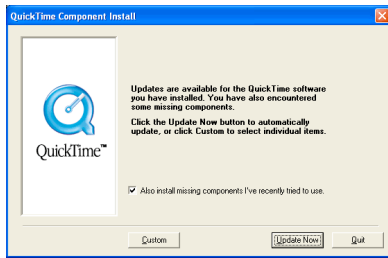 QuickTime Component Install
Updates are available for the QuickTime software
you have installed. You have also encountered
some missing components.
Click the Update Now button to automatically
update, or click Custom to select individual items.
QuickTime™
Also install missing components I've recently tried to use.
Custom
Update Now
Quit